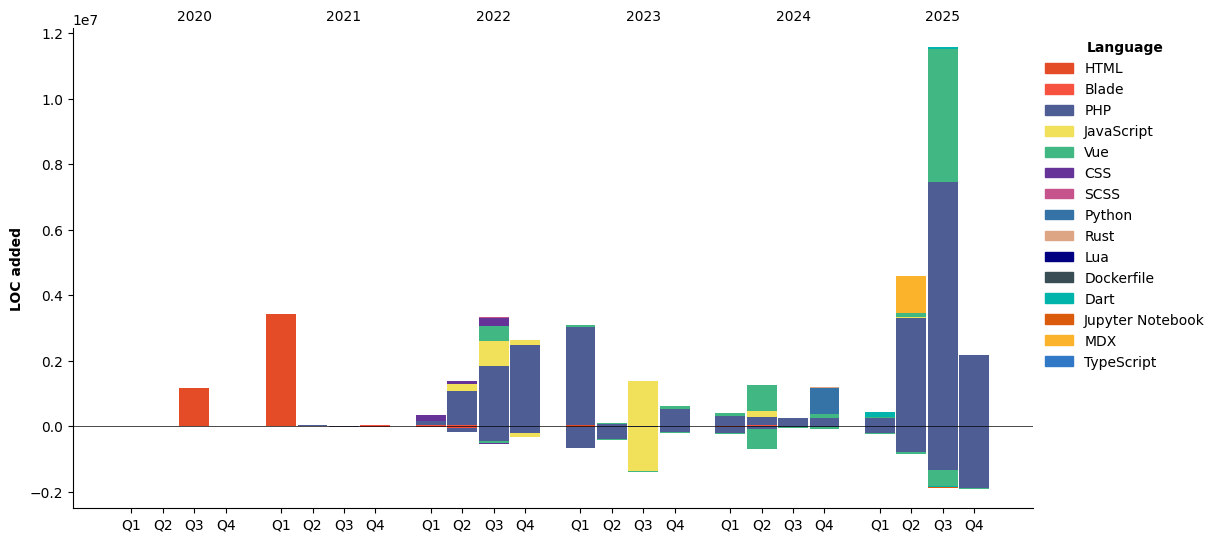 2020 2021 2022 2023 2024 2025
1e7
LOC added
1.2
1.0
0.8
0.6
0.4
0.2
0.0
−0.2
Q1 Q2 Q3 Q4 Q1 Q2 Q3 Q4 Q1 Q2 Q3 Q4 Q1 Q2 Q3 Q4 Q1 Q2 Q3 Q4 Q1 Q2 Q3 Q4
Language
HTML
Blade
PHP
JavaScript
Vue
CSS
SCSS
Python
Rust
Lua
Dockerfile
Dart
Jupyter Notebook
MDX
TypeScript